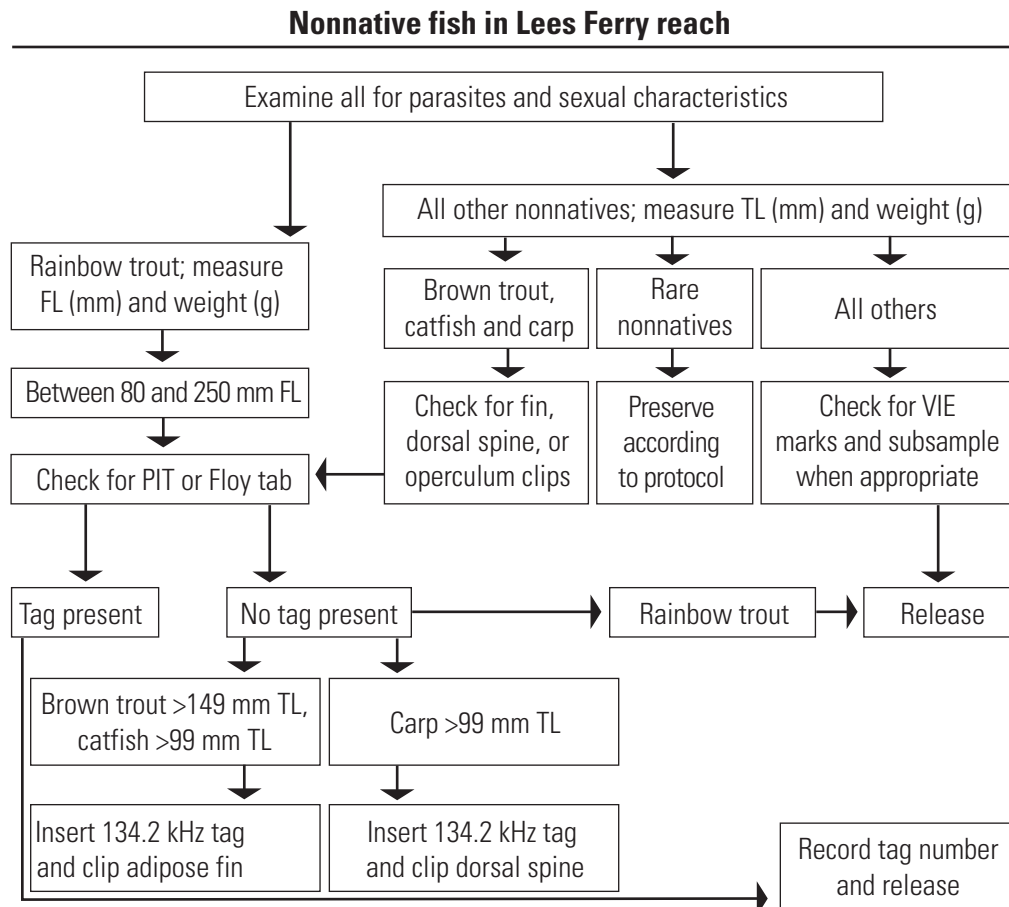 Nonnative fish in Lees Ferry reach
Examine all for parasites and sexual characteristics
All other nonnatives; measure TL (mm) and weight (g)
Rainbow trout; measure
FL (mm) and weight (g)
Brown trout,
catfish and carp
Rare
nonnatives
All others
Between 80 and 250 mm FL
Check for fin,
dorsal spine, or
operculum clips
Preserve
according
to protocol
Check for VIE
marks and subsample
when appropriate
Check for PIT or Floy tab
Tag present
No tag present
Rainbow trout
Release
Brown trout >149 mm TL,
catfish >99 mm TL
Carp >99 mm TL
Insert 134.2 kHz tag
and clip adipose fin
Insert 134.2 kHz tag
and clip dorsal spine
Record tag number
and release